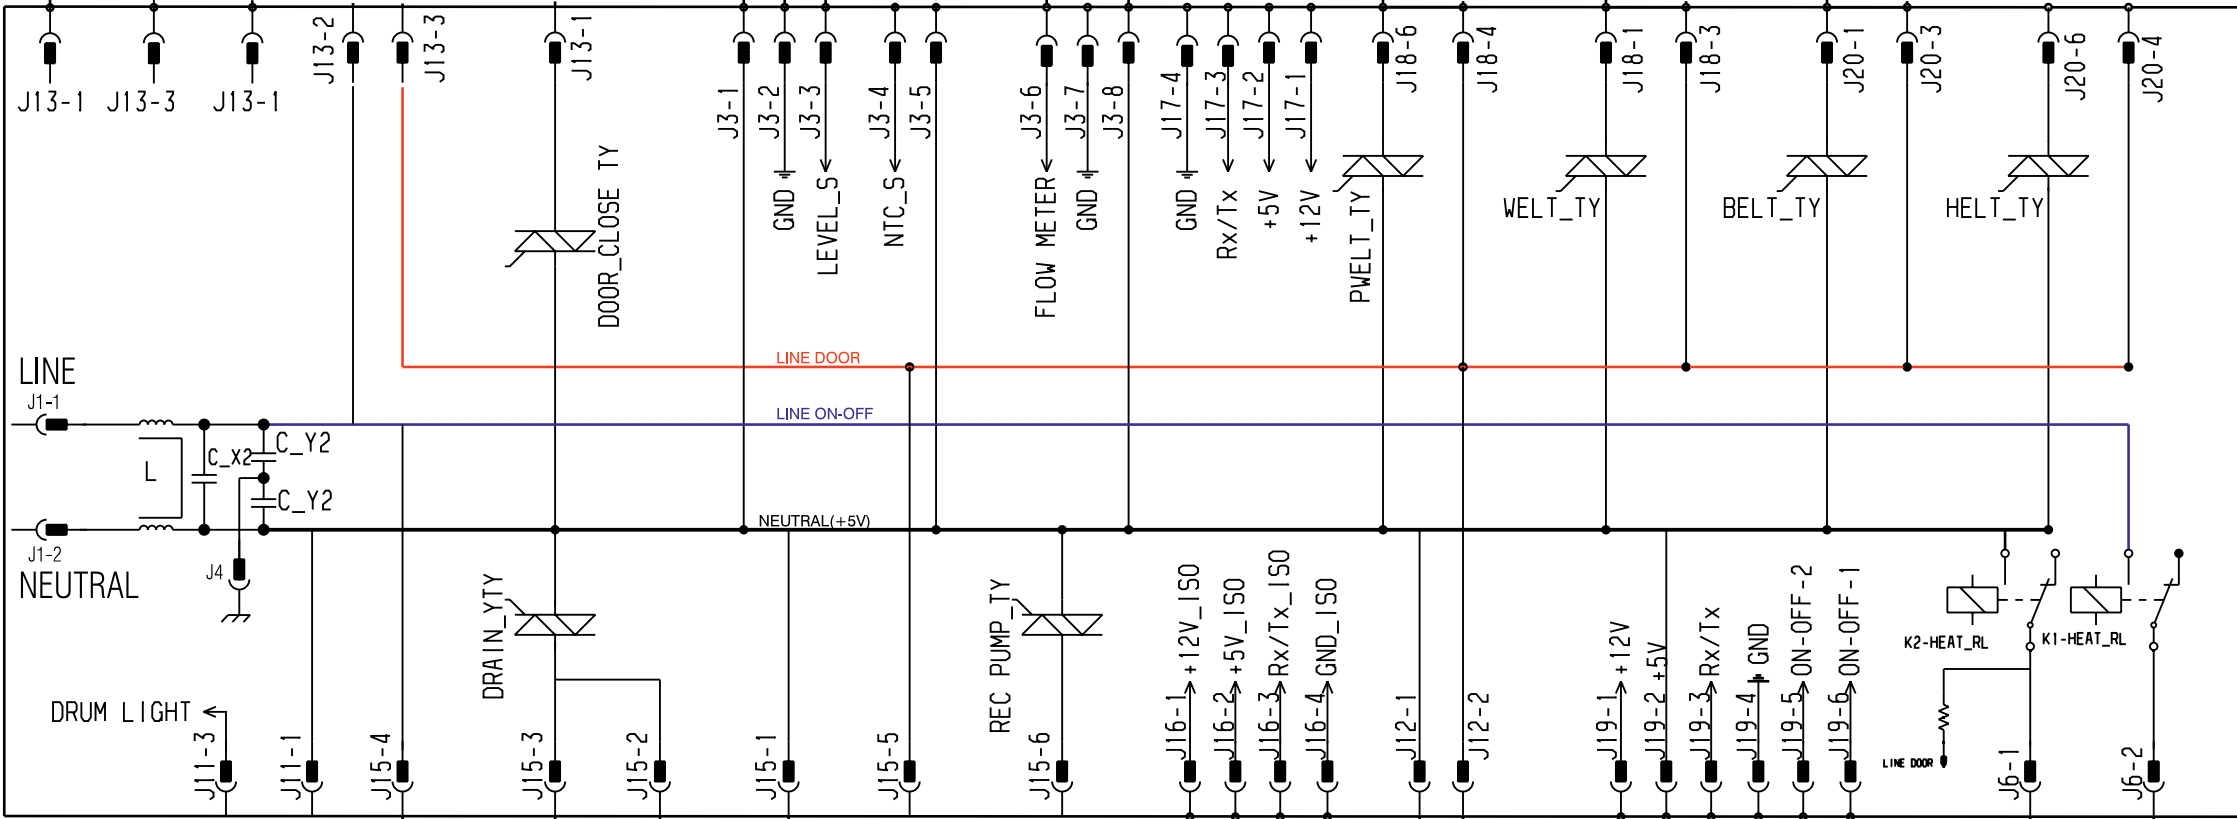 J13-1
J13-3
J13-1
J13-2
J13-3
J13-1
J3-1
J3-2
J3-3
J3-4
J3-5
J3-6
J3-7
J3-8
J17-4
J17-3
J17-2
J17-1
J18-6
J18-4
J18-1
J18-3
J20-1
J20-3
J20-6
J20-4
DOOR_CLOSE TY
GND
LEVEL_S
NTC_S
FLOW METER
GND
GND
Rx/Tx
+5V
+12V
PWELT_TY
WELT_TY
BELT_TY
HELT_TY
LINE
J1-1
LINE DOOR
LINE ON-OFF
L
C_X2
C_Y2
C_Y2
NEUTRAL(+5V)
J1-2
NEUTRAL
J4
DRAIN_YTY
REC PUMP_TY
+12V_ISO
+5V_ISO
Rx/Tx_ISO
GND_ISO
+12V
+5V
Rx/Tx
GND
ON-OFF-2
ON-OFF-1
K2-HEAT_RL
K1-HEAT_RL
DRUM LIGHT
J11-3
J11-1
J15-4
J15-3
J15-2
J15-1
J15-5
J15-6
J16-1
J16-2
J16-3
J16-4
J12-1
J12-2
J19-1
J19-2
J19-3
J19-4
J19-5
J19-6
LINE DOOR
J6-1
J6-2